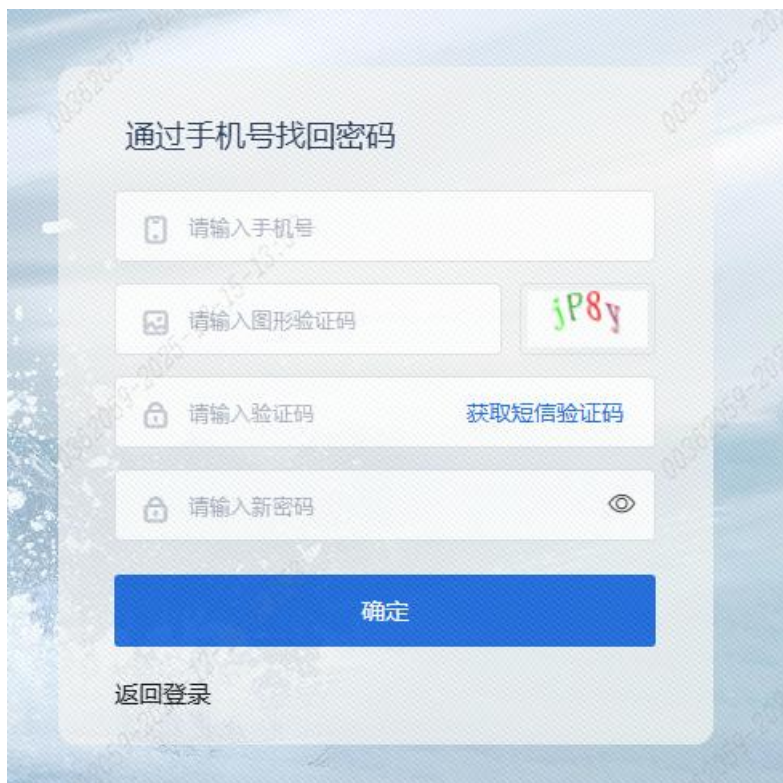 通过手机号找回密码
请输入手机号
请输入图形验证码 jP8y
请输入验证码 获取短信验证码
请输入新密码
确定
返回登录